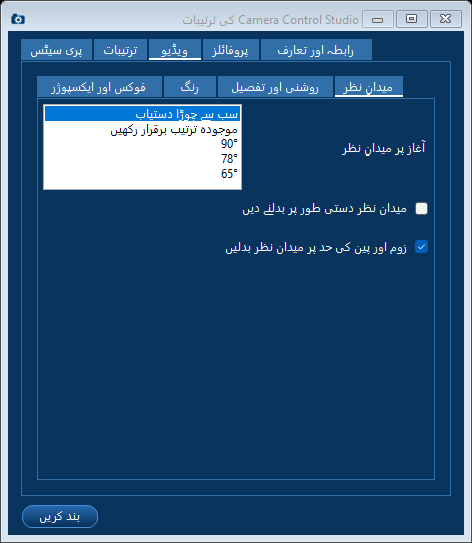 Camera Control Studio کی ترتیبات
رابطہ اور تعارف
پروفائلز
ویڈیو
ترتیبات
پری سیٹس
میدانِ نظر
روشنی اور تفصیل
رنگ
فوکس اور ایکسپوژر
آغاز پر میدانِ نظر
سب سے چوڑا دستیاب
موجودہ ترتیب برقرار رکھیں
90°
78°
65°
میدان نظر دستی طور پر بدلنے دیں
زوم اور پین کی حد پر میدان نظر بدلیں
بند کریں